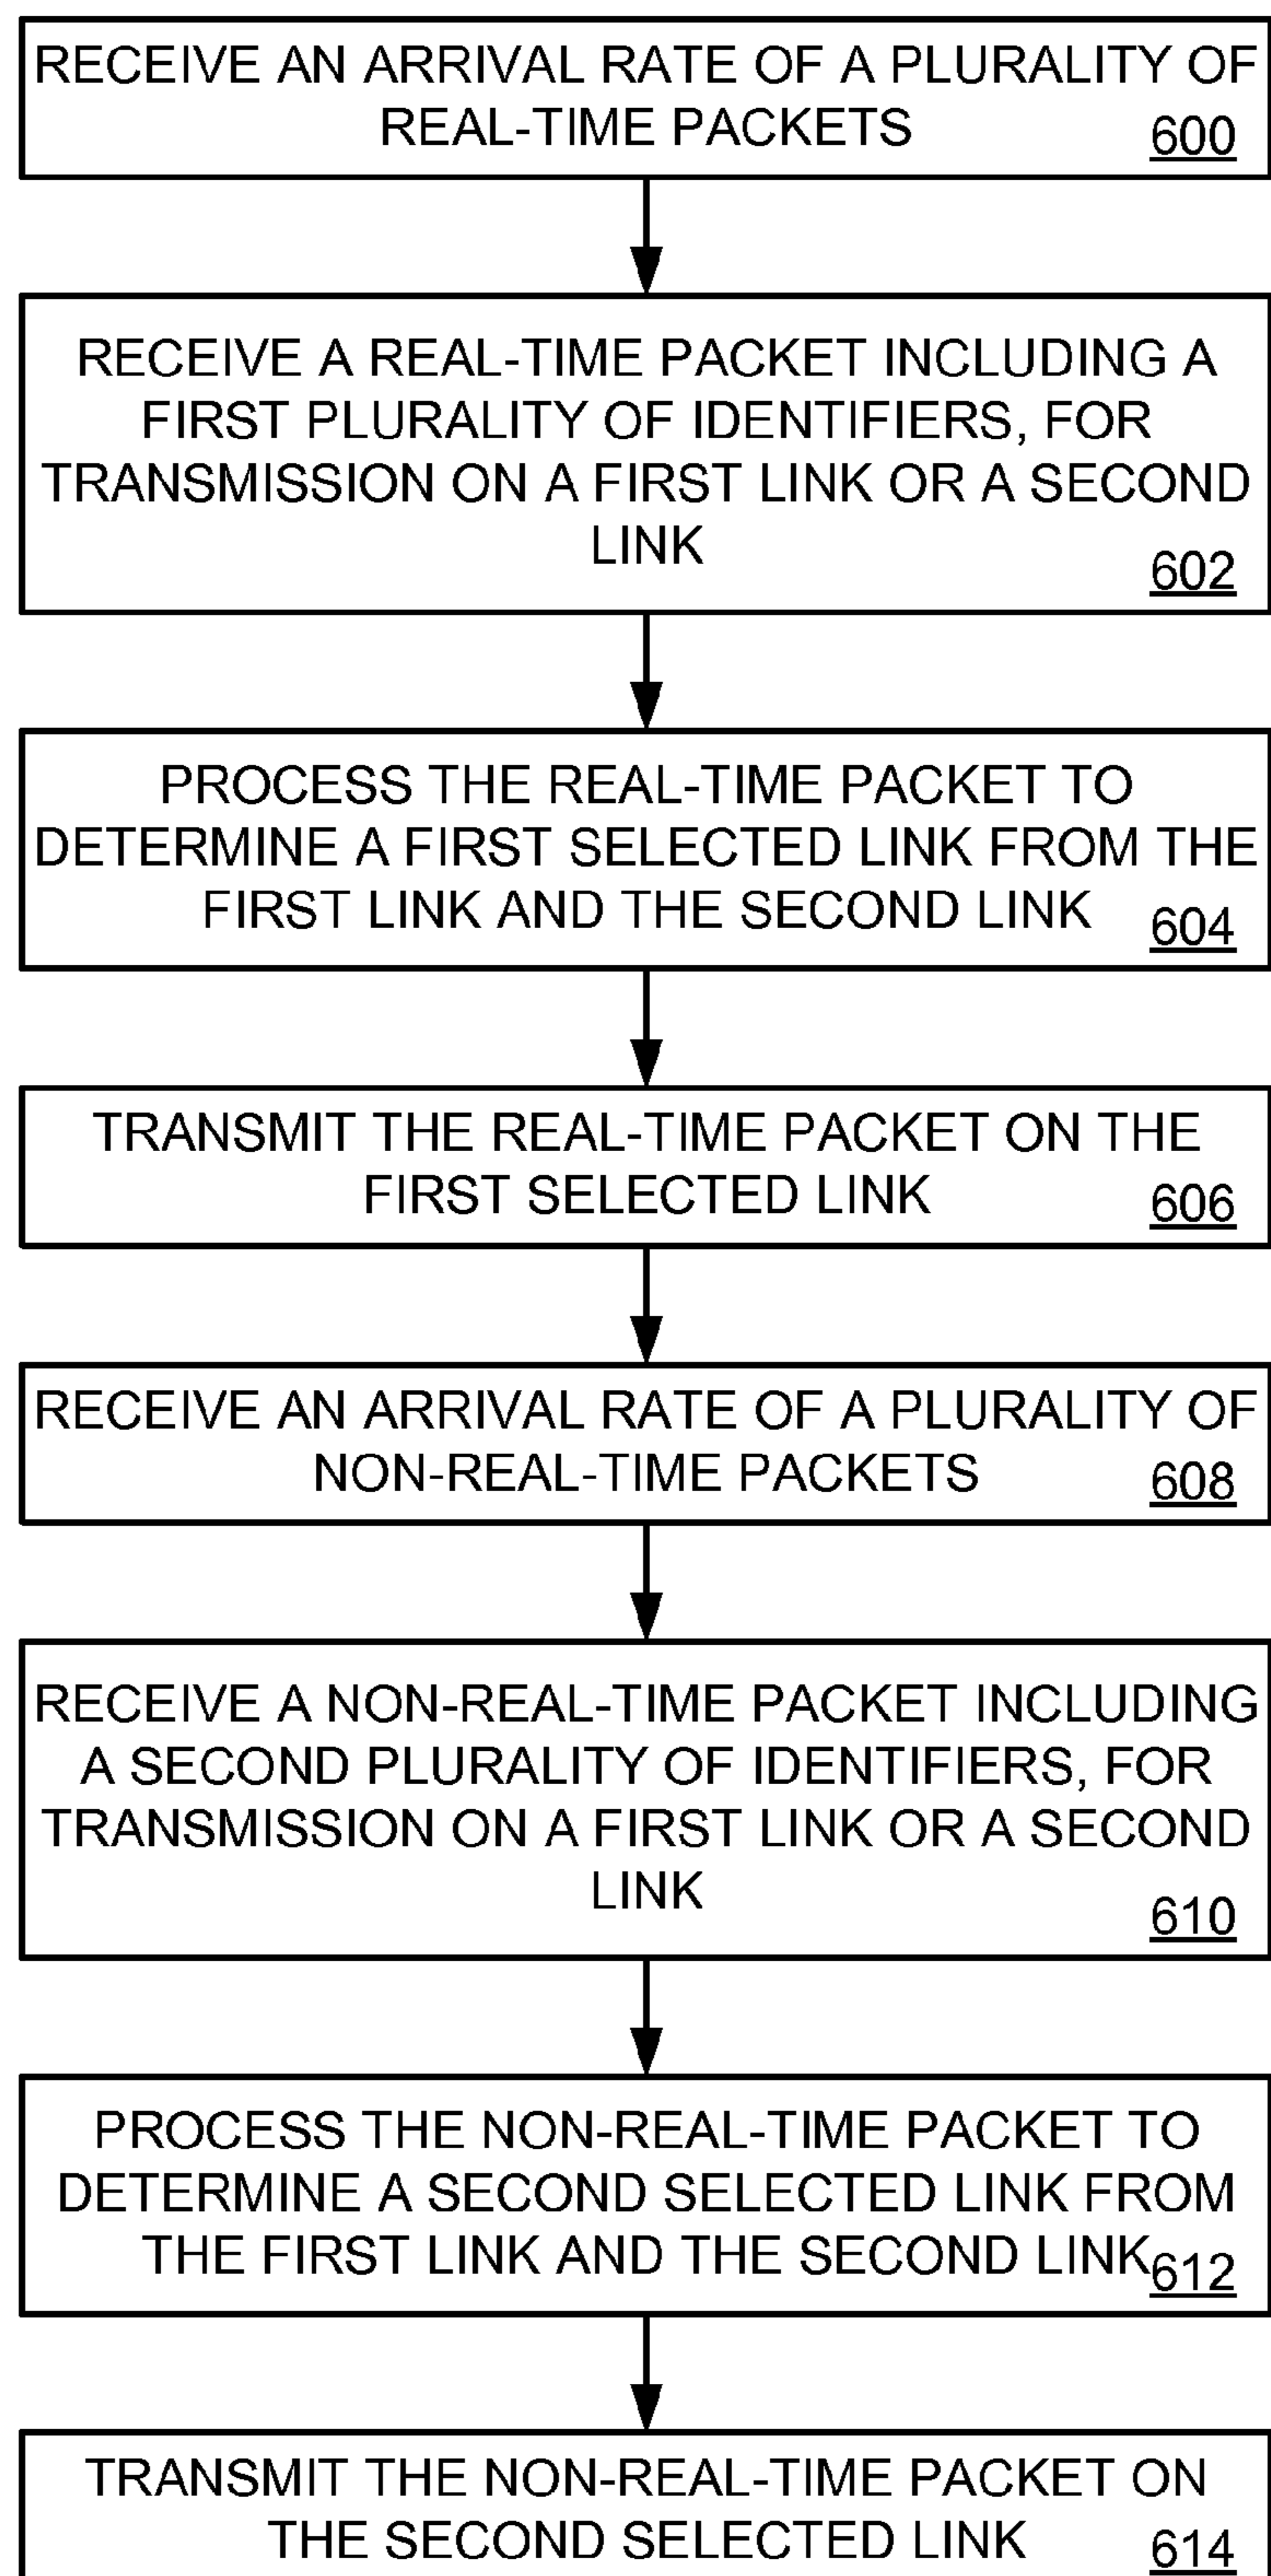 RECEIVE AN ARRIVAL RATE OF A PLURALITY OF
REAL-TIME PACKETS
600
RECEIVE A REAL-TIME PACKET INCLUDING A
FIRST PLURALITY OF IDENTIFIERS, FOR
TRANSMISSION ON A FIRST LINK OR A SECOND
LINK
602
PROCESS THE REAL-TIME PACKET TO
DETERMINE A FIRST SELECTED LINK FROM THE
FIRST LINK AND THE SECOND LINK
604
TRANSMIT THE REAL-TIME PACKET ON THE
FIRST SELECTED LINK
606
RECEIVE AN ARRIVAL RATE OF A PLURALITY OF
NON-REAL-TIME PACKETS
608
RECEIVE A NON-REAL-TIME PACKET INCLUDING
A SECOND PLURALITY OF IDENTIFIERS, FOR
TRANSMISSION ON A FIRST LINK OR A SECOND
LINK
610
PROCESS THE NON-REAL-TIME PACKET TO
DETERMINE A SECOND SELECTED LINK FROM
THE FIRST LINK AND THE SECOND LINK
612
TRANSMIT THE NON-REAL-TIME PACKET ON
THE SECOND SELECTED LINK
614